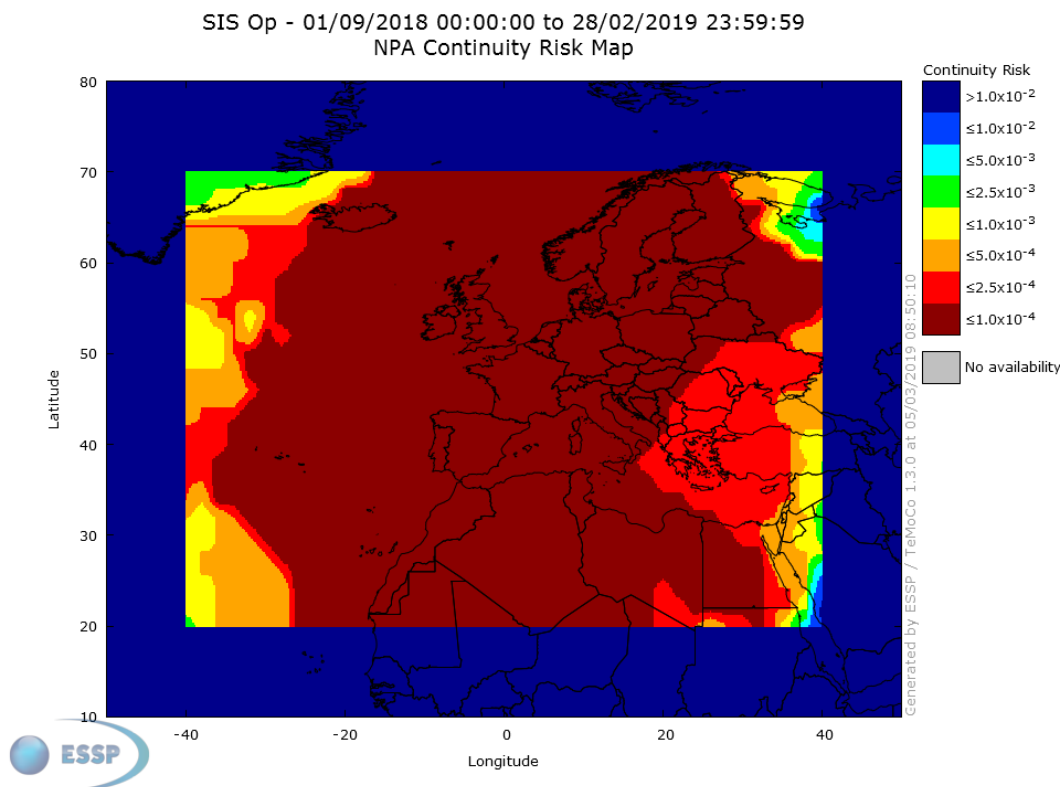 SIS Op - 01/09/2018 00:00:00 to 28/02/2019 23:59:59
NPA Continuity Risk Map
Continuity Risk
>1.0x10⁻²
≤1.0x10⁻²
≤5.0x10⁻³
≤2.5x10⁻³
≤1.0x10⁻³
≤5.0x10⁻⁴
≤2.5x10⁻⁴
≤1.0x10⁻⁴
No availability
80
70
60
50
40
30
20
10
Latitude
-40
-20
0
20
40
Longitude
Generated by ESSP / TeMoCo 1.3.0 at 05/03/2019 08:50:10
ESSP